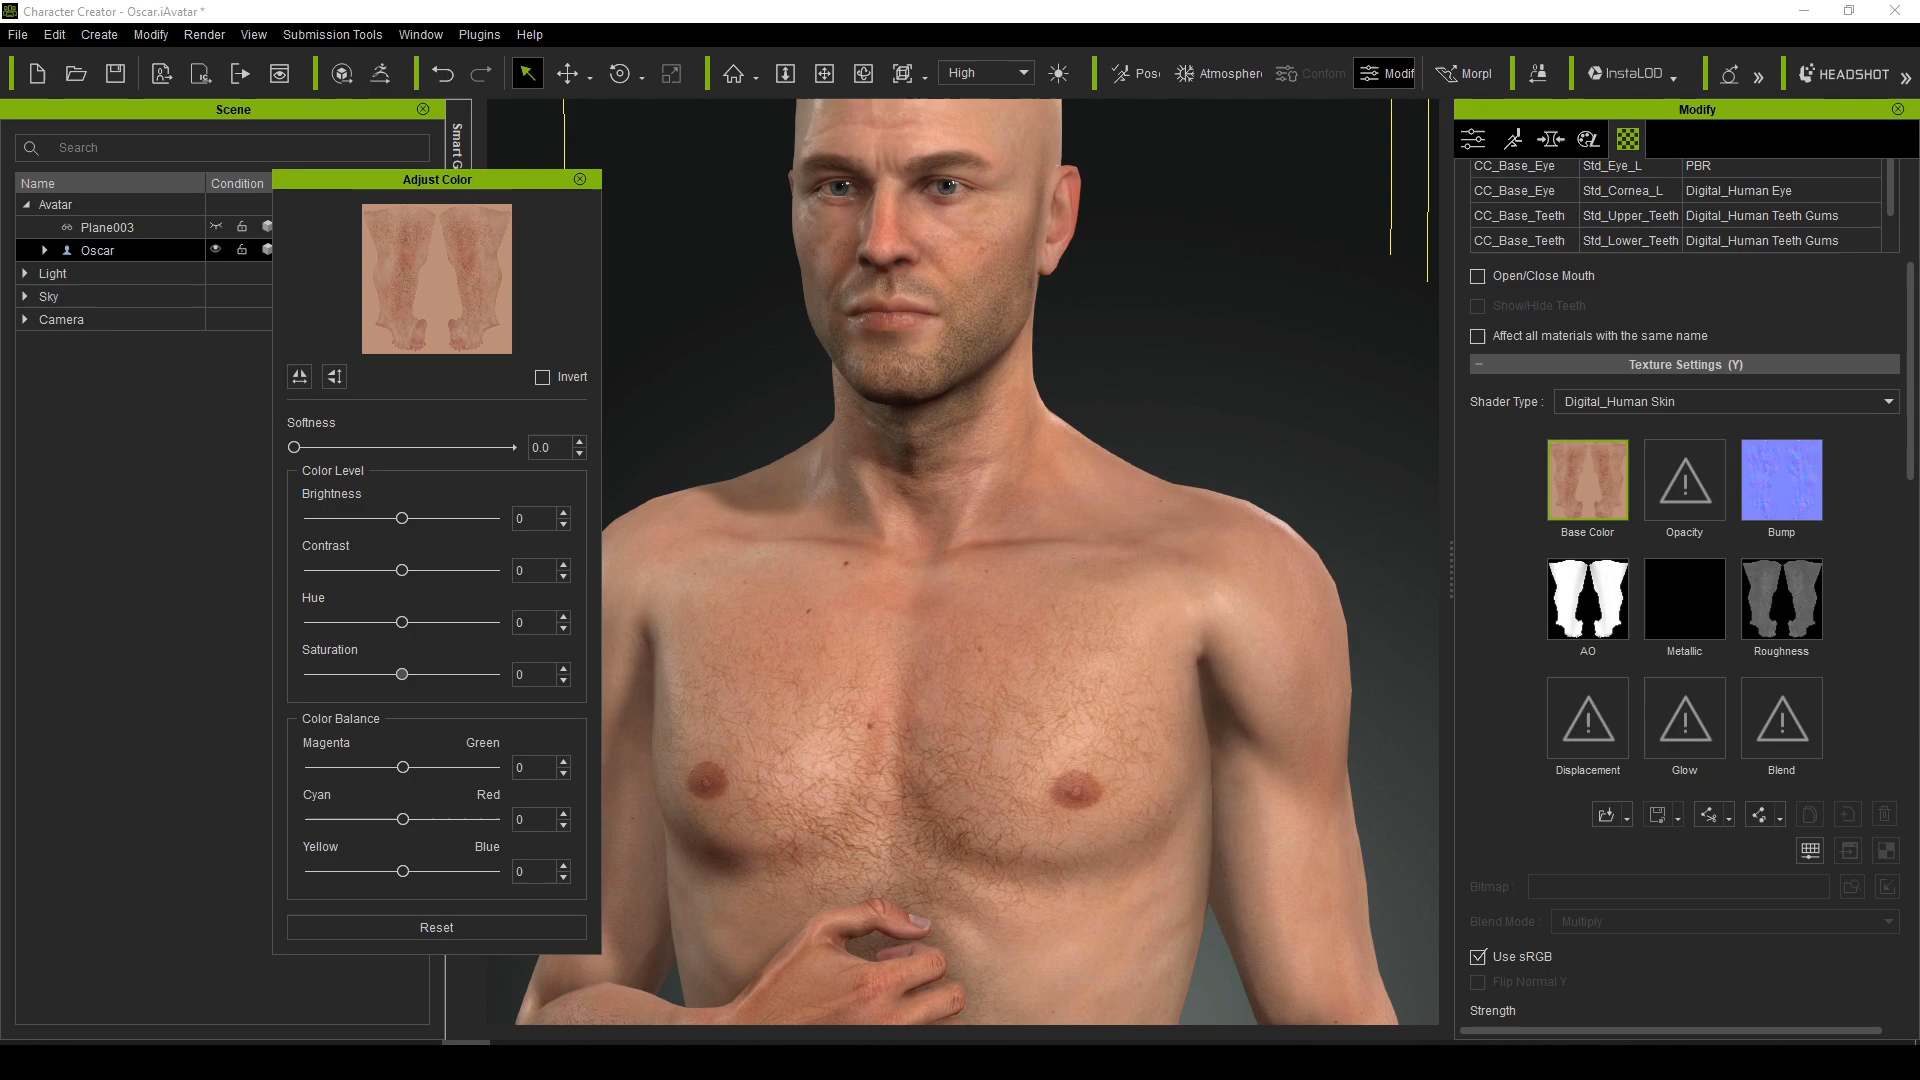 Character Creator - Oscar.iAvatar *
File Edit Create Modify Render View Submission Tools Window Plugins Help
High Pos Atmospher Conform Modif Morpl InstaLOD HEADSHOT
Scene
Smart G
Search
Name Condition
Avatar
Plane003
Oscar
Light
Sky
Camera
Adjust Color
Invert
Softness
0.0
Color Level
Brightness
0
Contrast
0
Hue
0
Saturation
0
Color Balance
Magenta Green
0
Cyan Red
0
Yellow Blue
0
Reset
Modify
CC_Base_Eye Std_Eye_L PBR
CC_Base_Eye Std_Cornea_L Digital_Human Eye
CC_Base_Teeth Std_Upper_Teeth Digital_Human Teeth Gums
CC_Base_Teeth Std_Lower_Teeth Digital_Human Teeth Gums
Open/Close Mouth
Show/Hide Teeth
Affect all materials with the same name
Texture Settings (Y)
Shader Type : Digital_Human Skin
Base Color Opacity Bump
AO Metallic Roughness
Displacement Glow Blend
Bitmap :
Blend Mode : Multiply
Use sRGB
Flip Normal Y
Strength